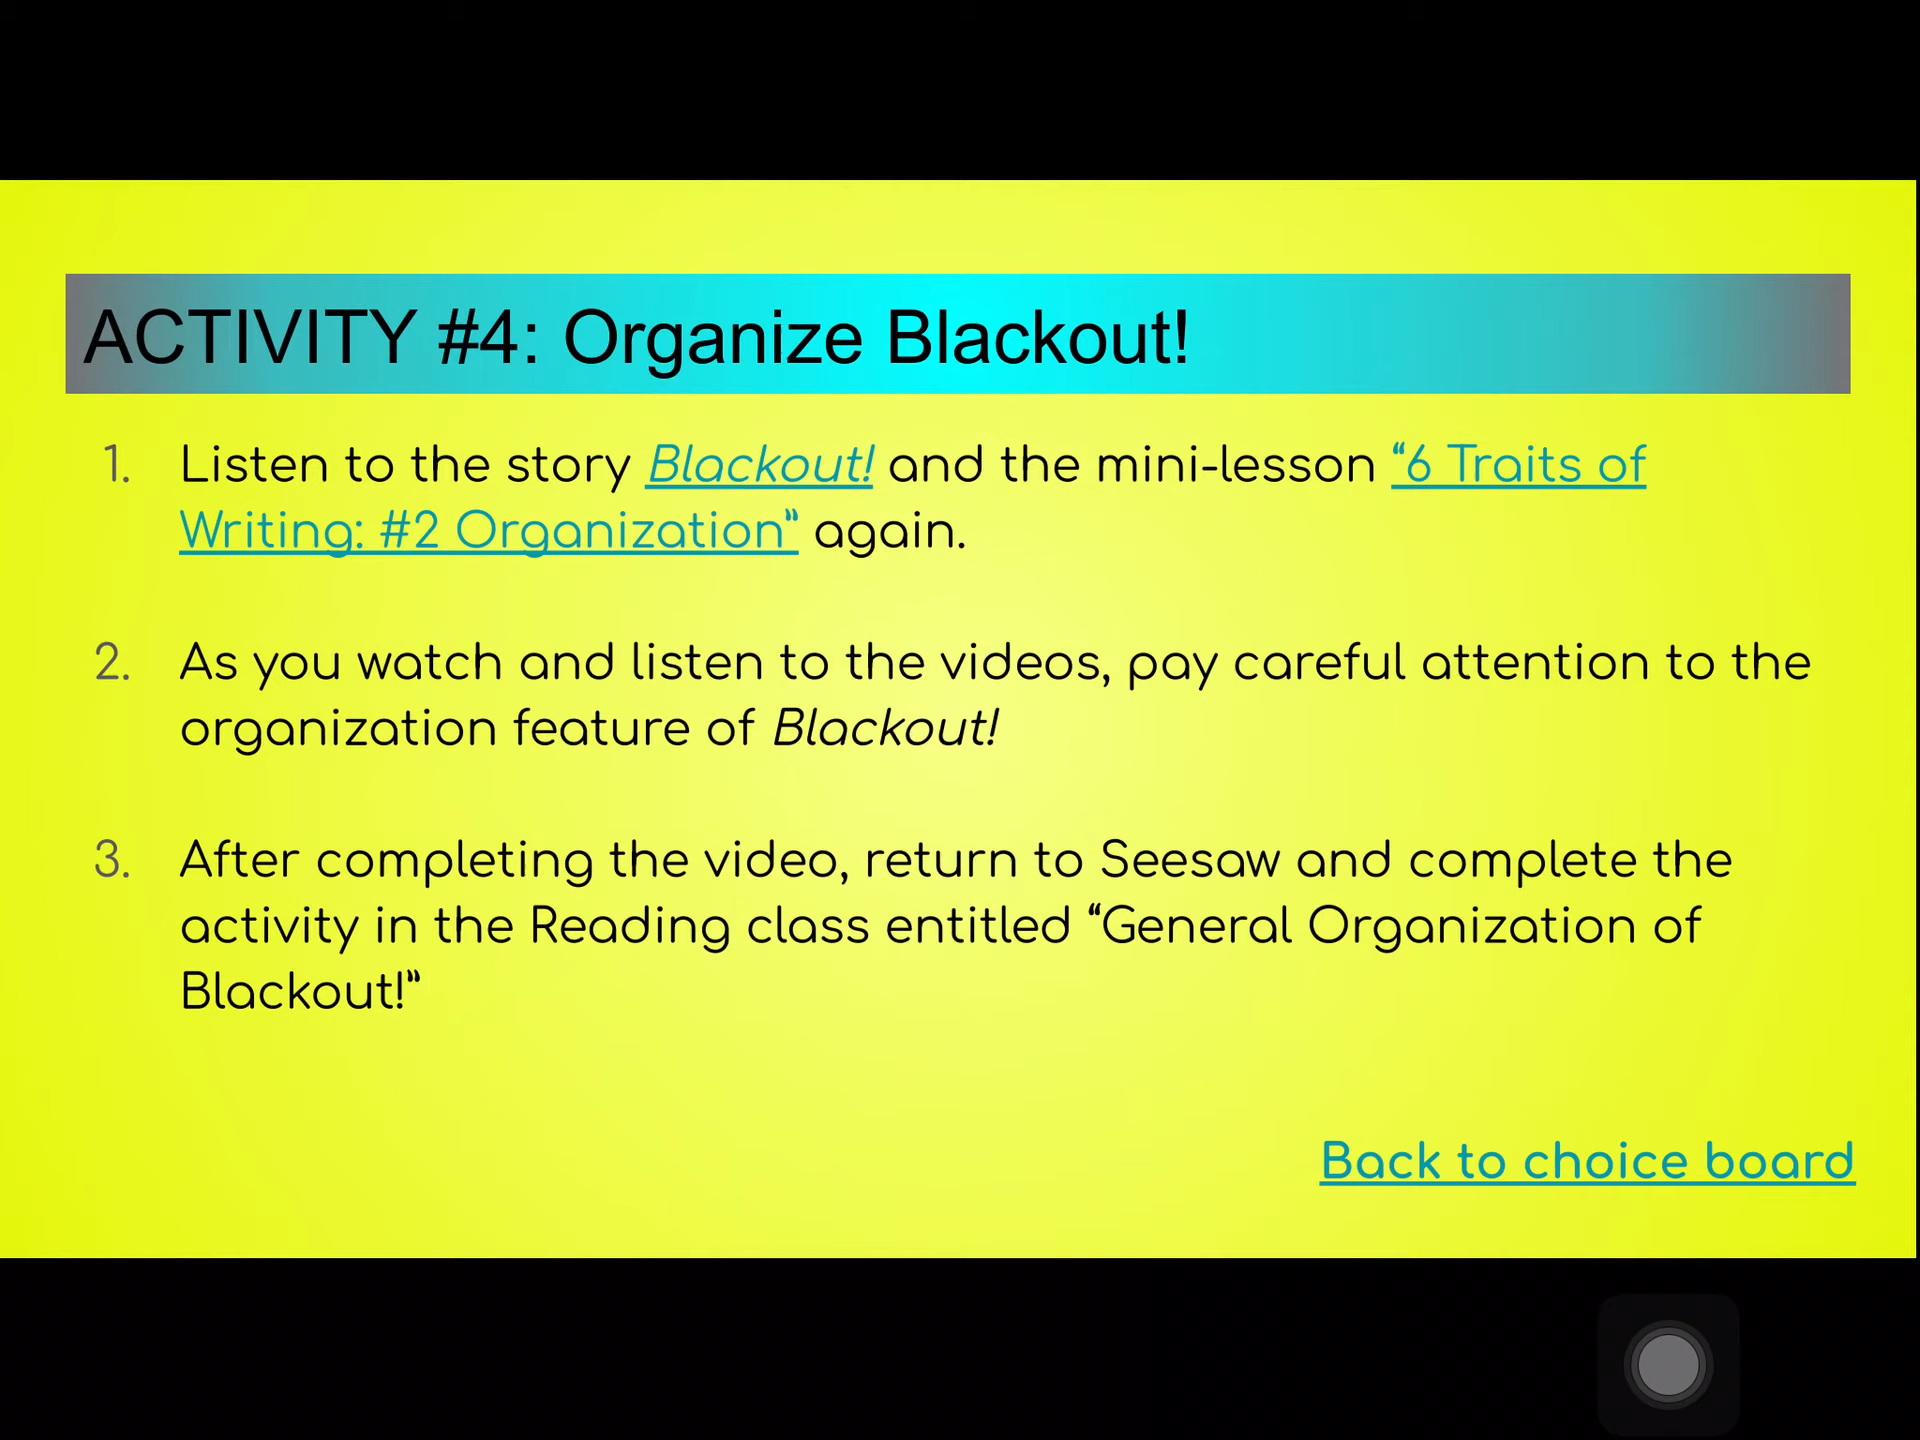 ACTIVITY #4: Organize Blackout!
1. Listen to the story Blackout! and the mini-lesson “6 Traits of
Writing: #2 Organization” again.
2. As you watch and listen to the videos, pay careful attention to the
organization feature of Blackout!
3. After completing the video, return to Seesaw and complete the
activity in the Reading class entitled “General Organization of
Blackout!”
Back to choice board